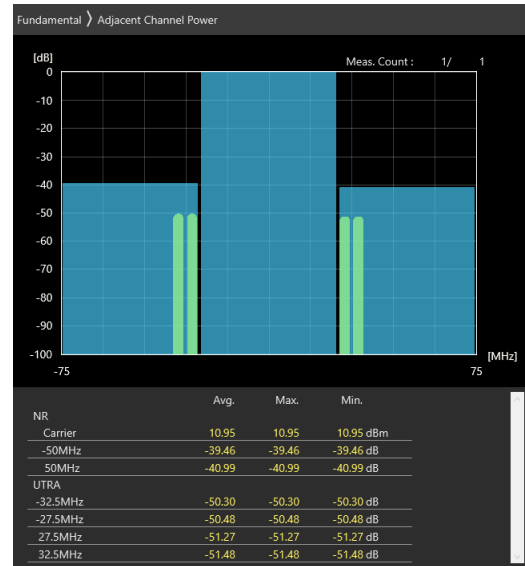 Fundamental 〉 Adjacent Channel Power
[dB]
Meas. Count : 1/ 1
0
-10
-20
-30
-40
-50
-60
-70
-80
-90
-100
[MHz]
-75 75
Avg. Max. Min.
NR
Carrier 10.95 10.95 10.95 dBm
-50MHz -39.46 -39.46 -39.46 dB
50MHz -40.99 -40.99 -40.99 dB
UTRA
-32.5MHz -50.30 -50.30 -50.30 dB
-27.5MHz -50.48 -50.48 -50.48 dB
27.5MHz -51.27 -51.27 -51.27 dB
32.5MHz -51.48 -51.48 -51.48 dB